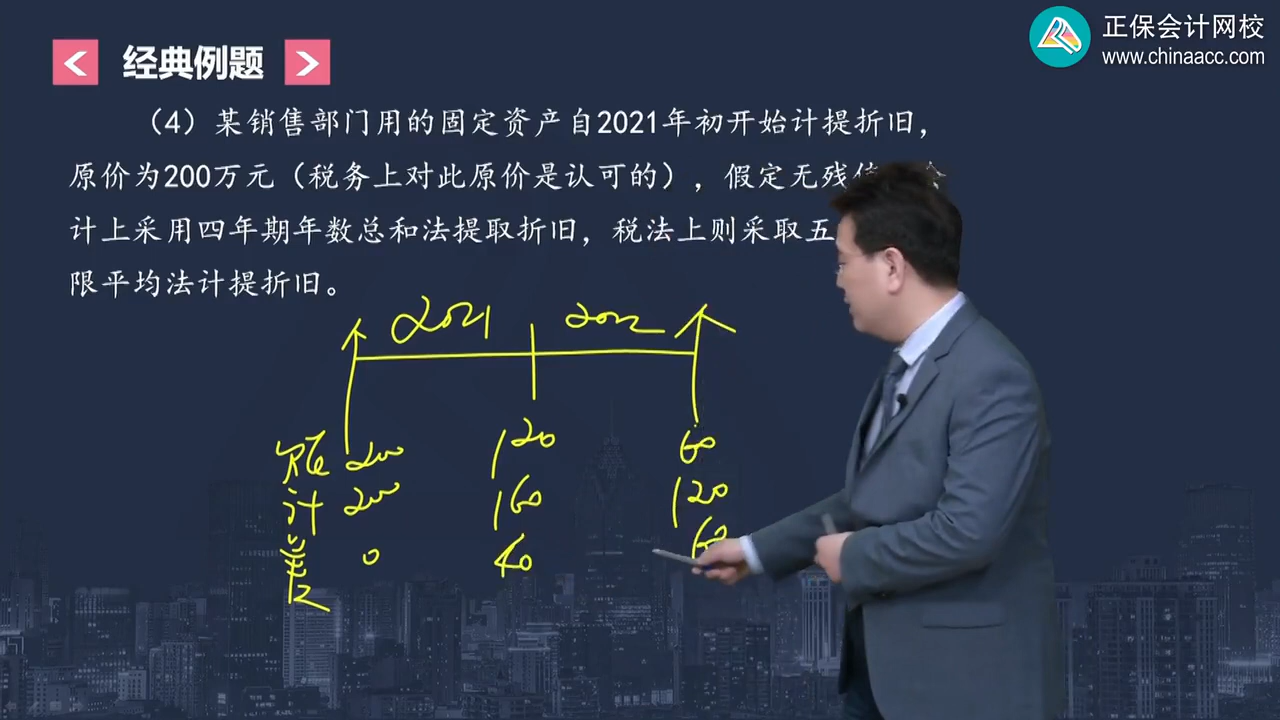 正保会计网校
www.chinaacc.com
经典例题
（4）某销售部门用的固定资产自2021年初开始计提折旧，
原价为200万元（税务上对此原价是认可的），假定无残
计上采用四年期年数总和法提取折旧，税法上则采取五
限平均法计提折旧。
2021 2022
账 200 120 60
计 200 160 120
差 0 40 60